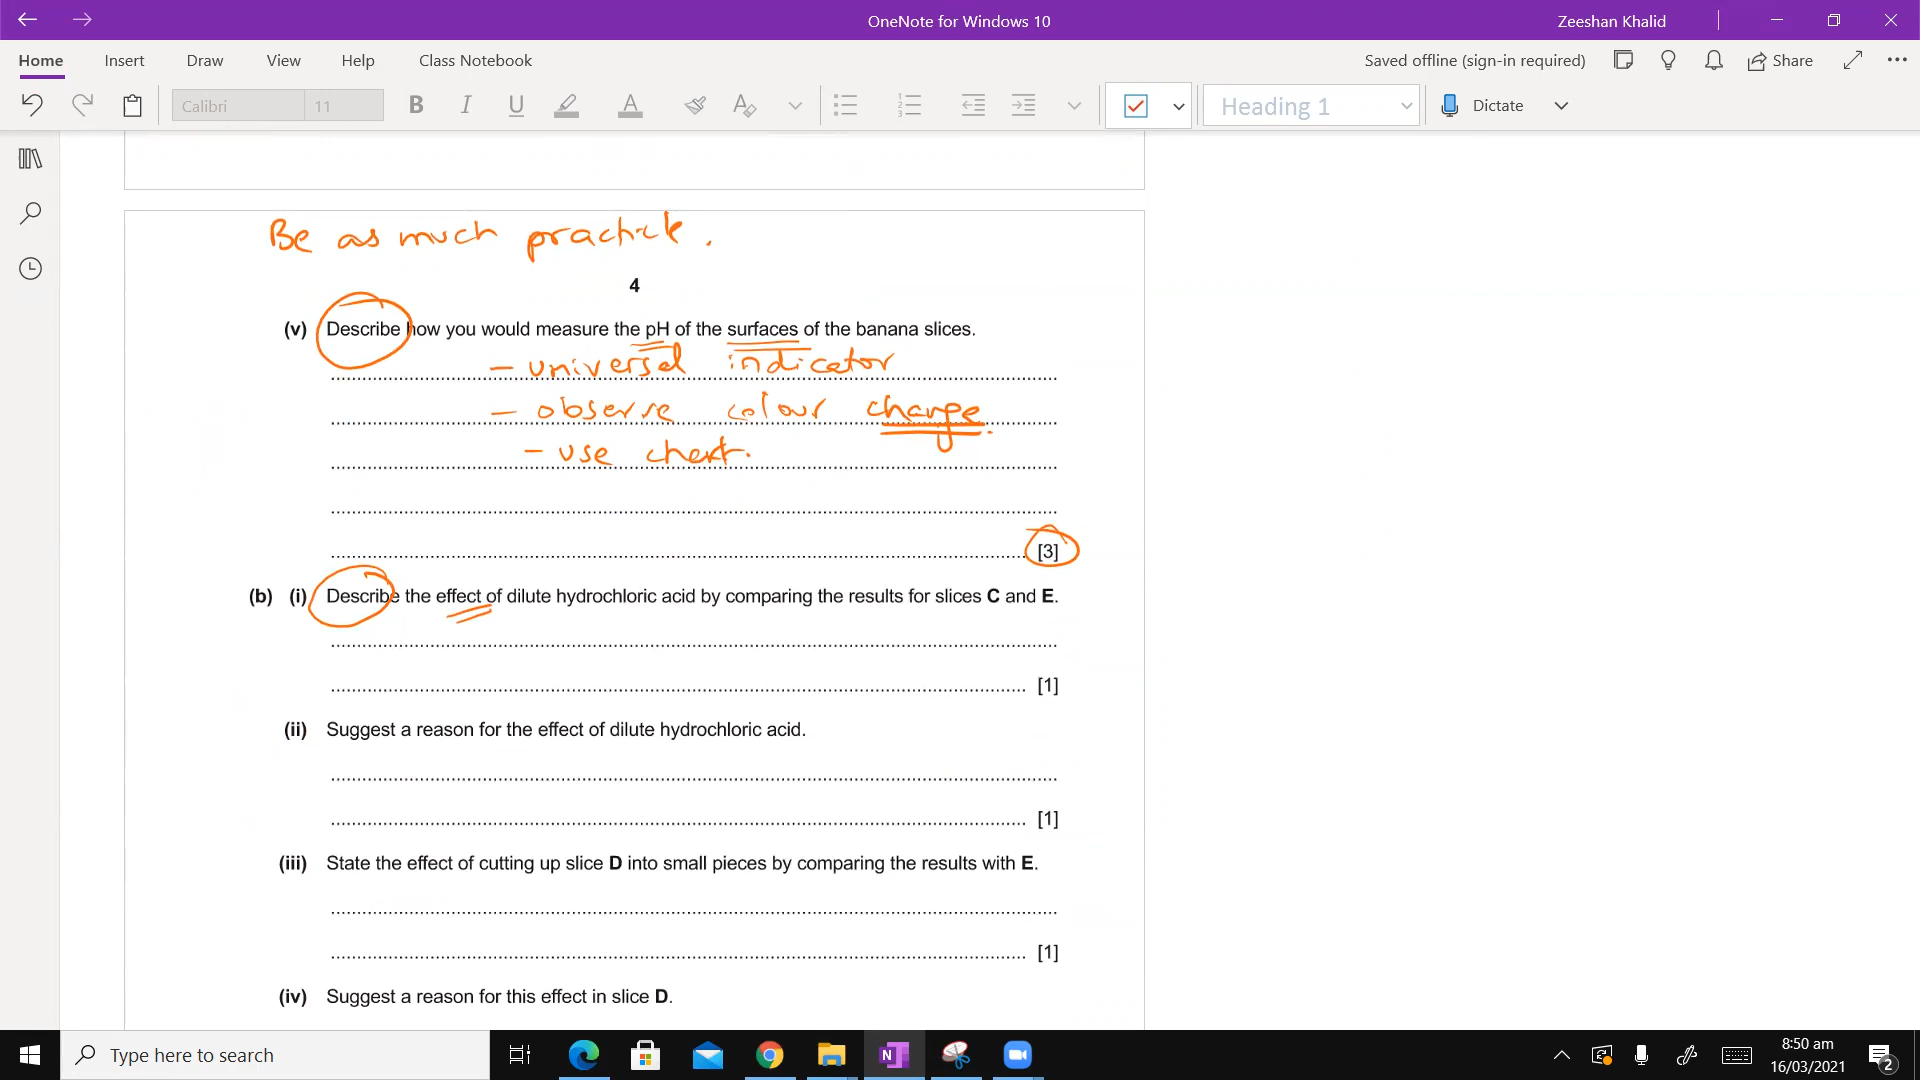 OneNote for Windows 10
Zeeshan Khalid
Home Insert Draw View Help Class Notebook
Saved offline (sign-in required)
Share
Calibri 11 B I U A
Heading 1
Dictate
Be as much practicle.
4
(v) Describe how you would measure the pH of the surfaces of the banana slices.
- universal indicator
- observe colour change.
- use chart.
[3]
(b) (i) Describe the effect of dilute hydrochloric acid by comparing the results for slices C and E.
[1]
(ii) Suggest a reason for the effect of dilute hydrochloric acid.
[1]
(iii) State the effect of cutting up slice D into small pieces by comparing the results with E.
[1]
(iv) Suggest a reason for this effect in slice D.
Type here to search
8:50 am
16/03/2021
2